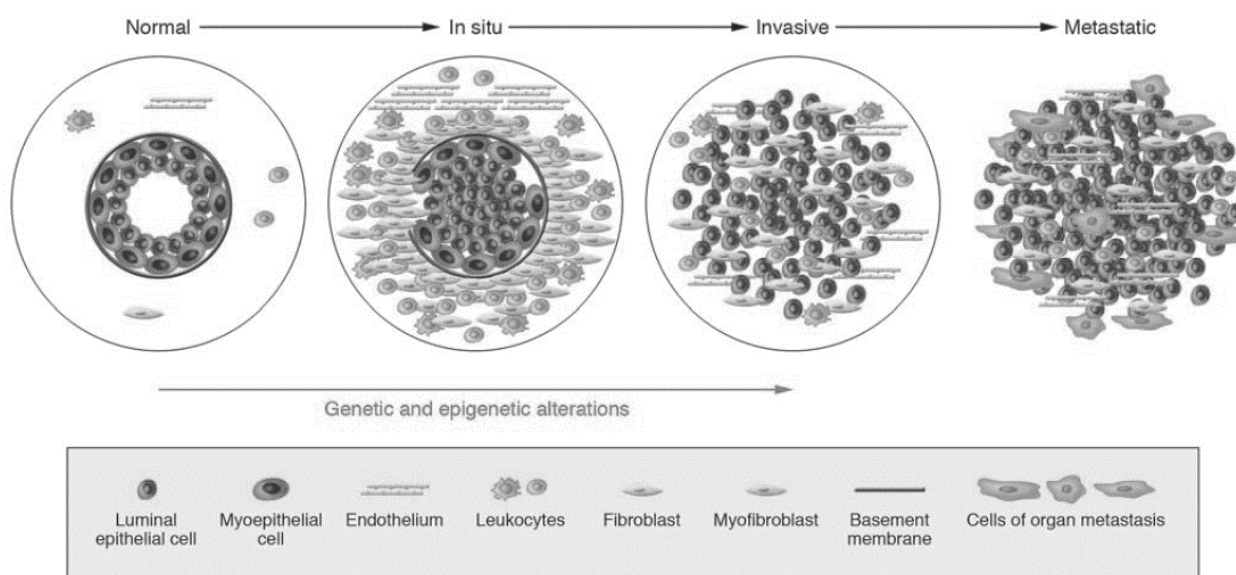 Normal
In situ
Invasive
Metastatic
Genetic and epigenetic alterations
Luminal
epithelial cell
Myoepithelial
cell
Endothelium
Leukocytes
Fibroblast
Myofibroblast
Basement
membrane
Cells of organ metastasis